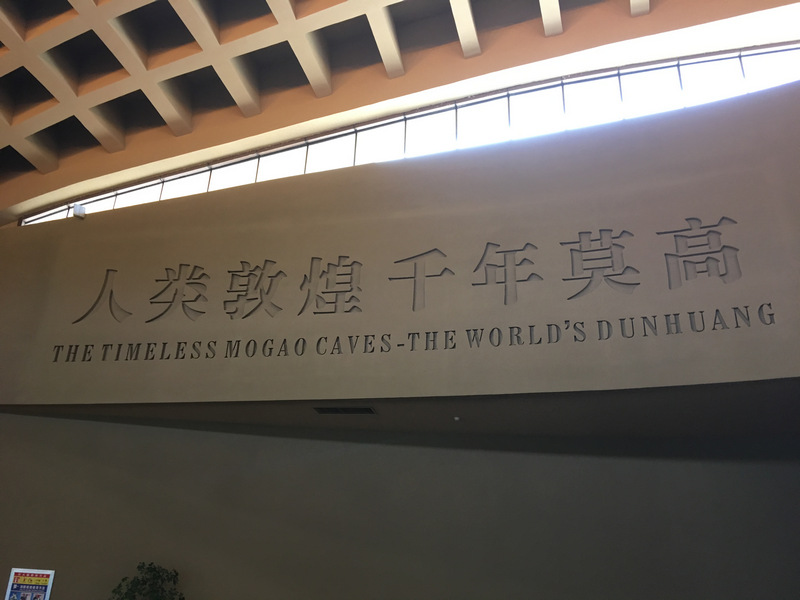 人类敦煌 千年莫高
THE TIMELESS MOGAO CAVES-THE WORLD'S DUNHUANG